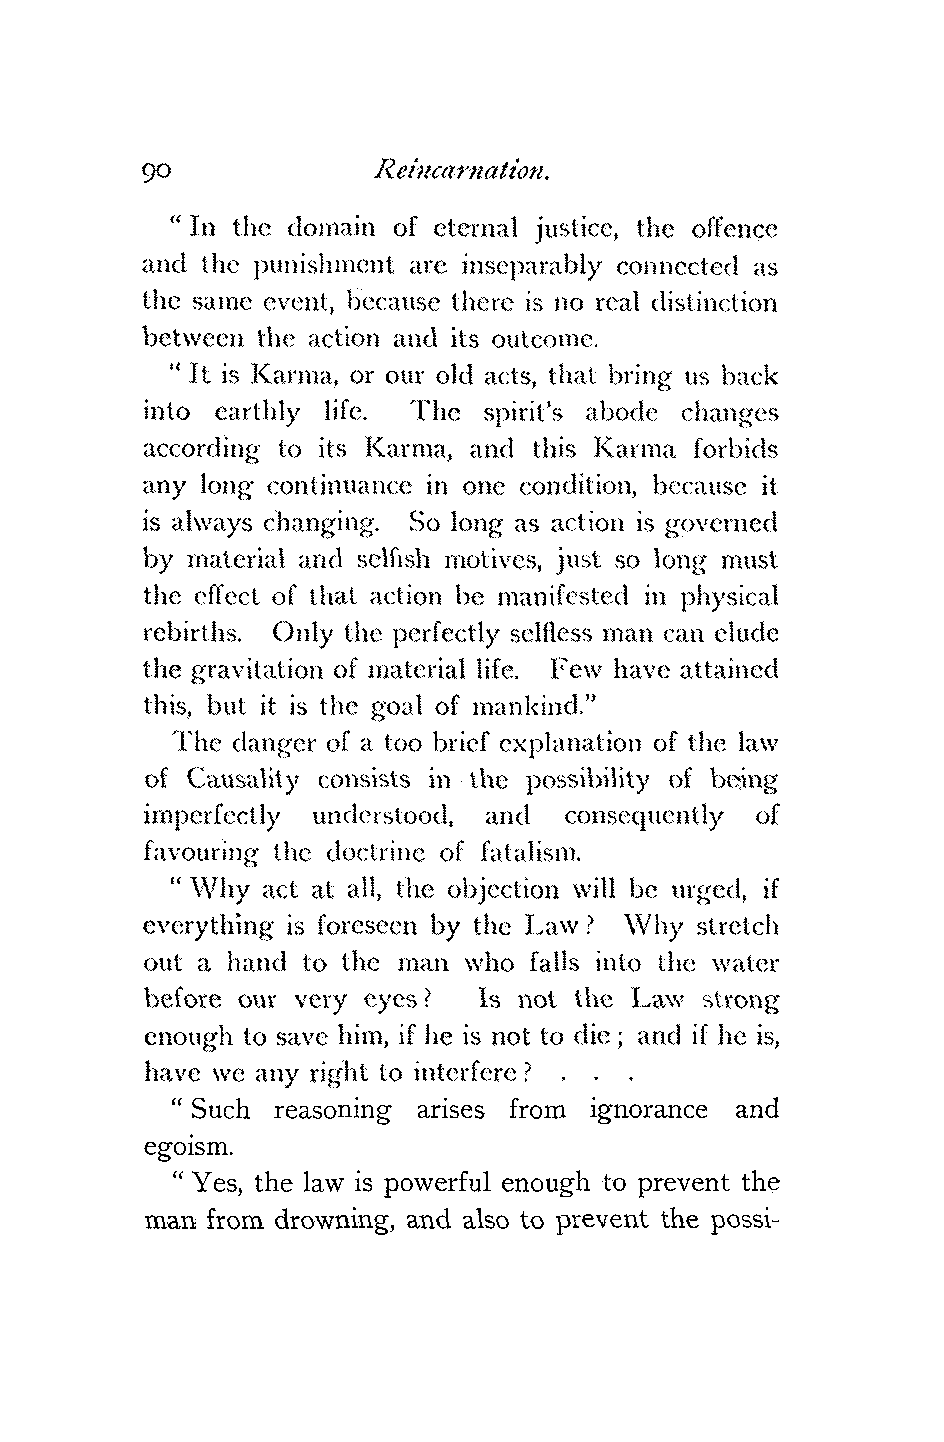 90 Reincarnation.
“ In the domain of eternal justice, the offence
and the punishment are inseparably connected as
the same event, because there is no real distinction
between the action and its outcome.
“ It is Karma, or our old acts, that bring us back
into earthly life. The spirit’s abode changes
according to its Karma, and this Karma forbids
any long continuance in one condition, because it
is always changing. So long as action is governed
by material and selfish motives, just so long must
the effect of that action be manifested in physical
rebirths. Only the perfectly selfless man can elude
the gravitation of material life. Few have attained
this, but it is the goal of mankind.”
The danger of a too brief explanation of the law
of Causality consists in the possibility of being
imperfectly understood, and consequently of
favouring the doctrine of fatalism.
“ Why act at all, the objection will be urged, if
everything is foreseen by the Law ? Why stretch
out a hand to the man who falls into the water
before our very eyes ? Is not the Law strong
enough to save him, if he is not to die ; and if he is,
have we any right to interfere ? . . .
“ Such reasoning arises from ignorance and
egoism.
“ Yes, the law is powerful enough to prevent the
man from drowning, and also to prevent the possi-